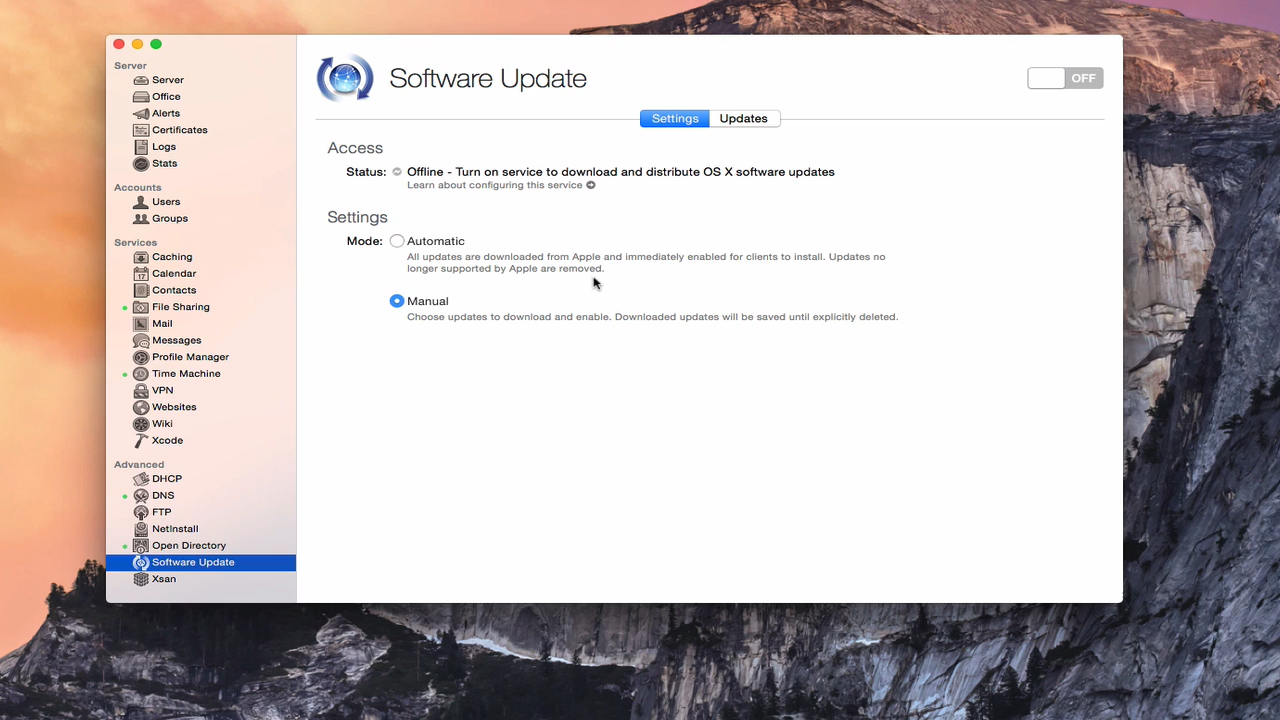 Server
Server
Office
Alerts
Certificates
Logs
Stats
Accounts
Users
Groups
Services
Caching
17
Calendar
Contacts
File Sharing
Mail
Messages
Profile Manager
Time Machine
VPN
Websites
Wiki
Xcode
Advanced
DHCP
DNS
FTP
NetInstall
Open Directory
Software Update
Xsan
Software Update
OFF
Settings
Updates
Access
Status: Offline - Turn on service to download and distribute OS X software updates
Learn about configuring this service
Settings
Mode: Automatic
All updates are downloaded from Apple and immediately enabled for clients to install. Updates no
longer supported by Apple are removed.
Manual
Choose updates to download and enable. Downloaded updates will be saved until explicitly deleted.